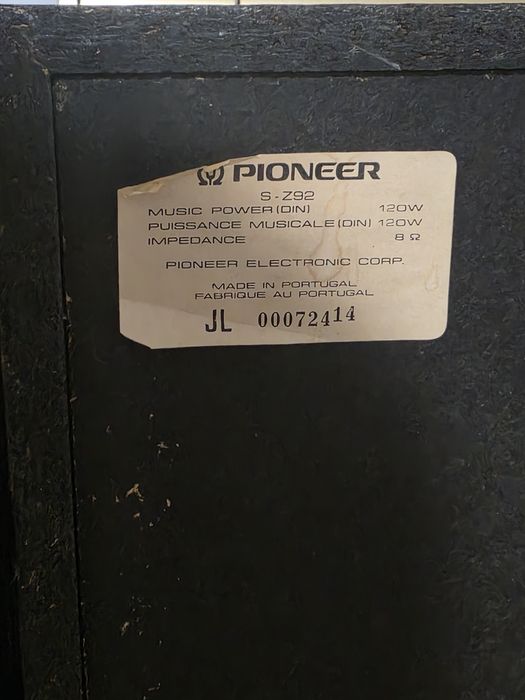 PIONEER
S-Z92
MUSIC POWER(DIN) 120W
PUISSANCE MUSICALE(DIN) 120W
IMPEDANCE 8 Ω
PIONEER ELECTRONIC CORP.
MADE IN PORTUGAL
FABRIQUE AU PORTUGAL
JL 00072414